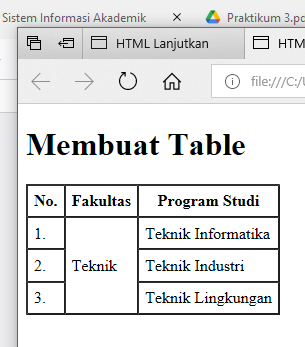 Sistem Informasi Akademik
Praktikum 3.pd
HTML Lanjutkan
HTM
file:///C:/
Membuat Table
No. Fakultas Program Studi
1. Teknik Informatika
2. Teknik Teknik Industri
3. Teknik Lingkungan